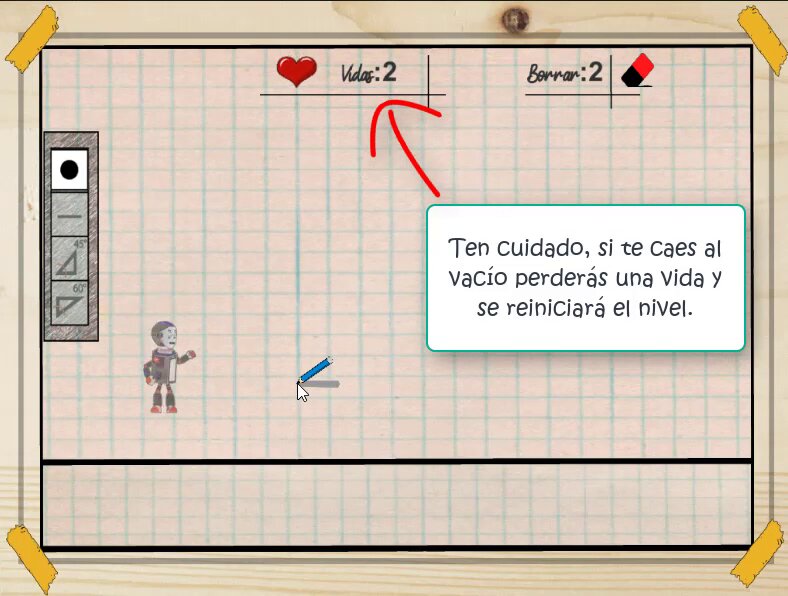 Vidas:2
Borrar:2
45°
60°
Ten cuidado, si te caes al
vacío perderás una vida y
se reiniciará el nivel.